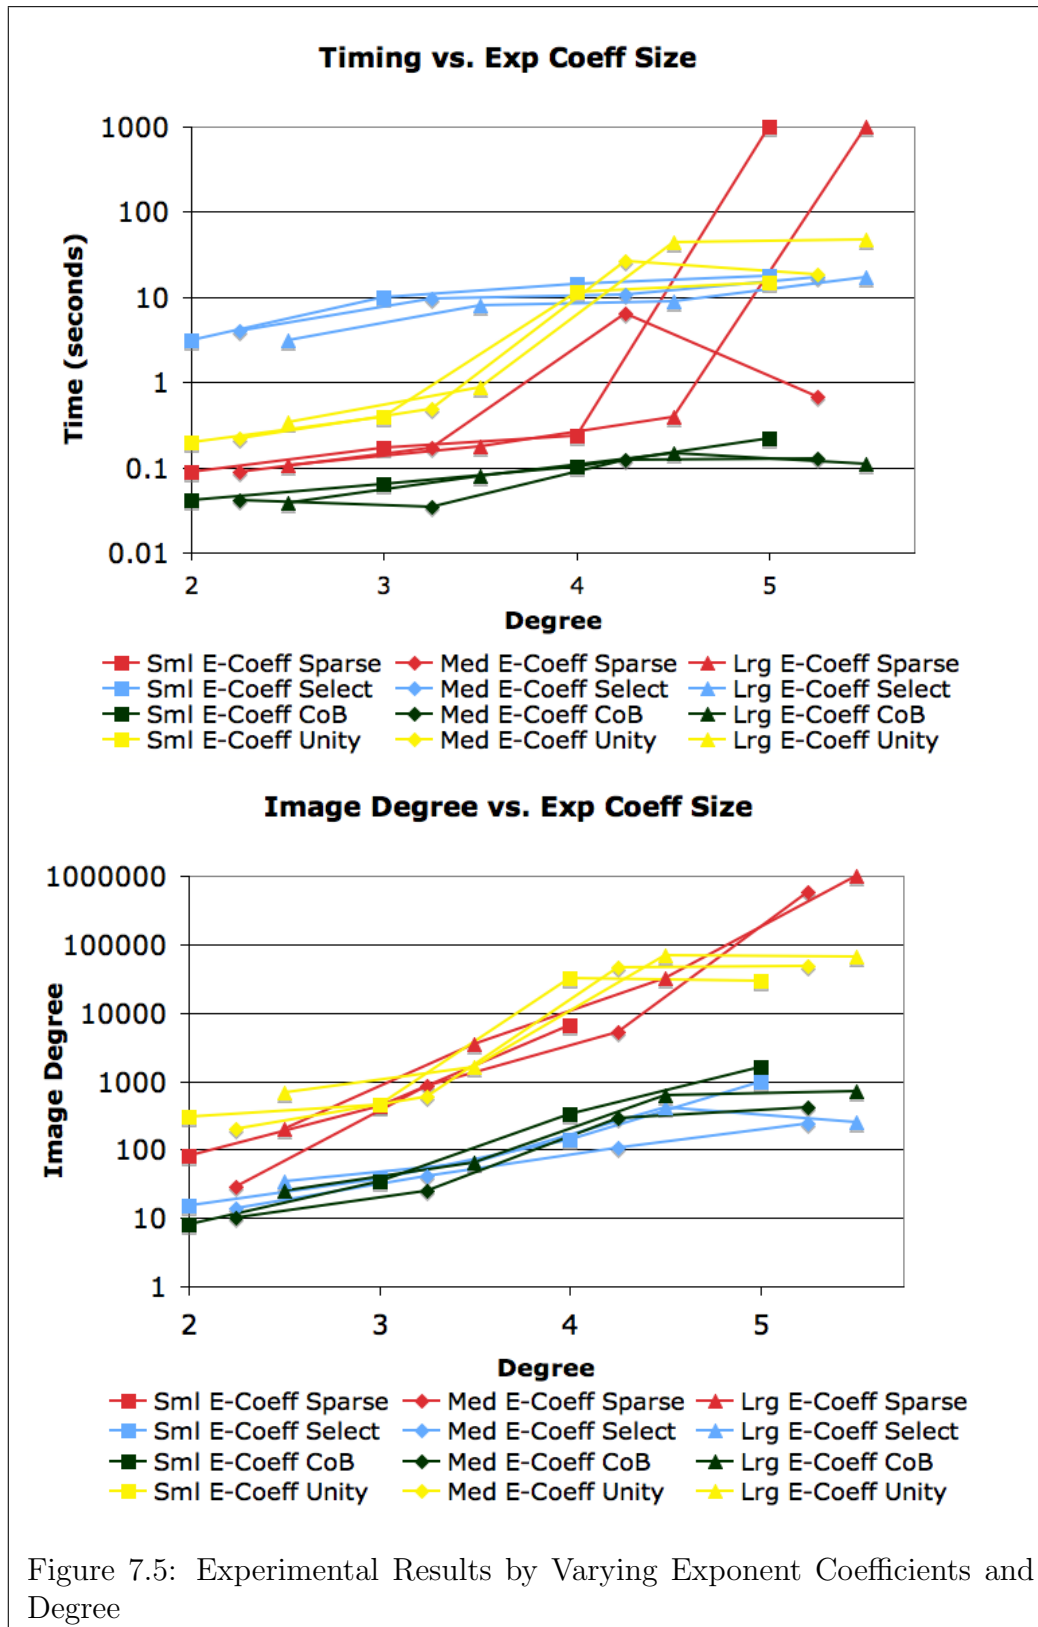 Timing vs. Exp Coeff Size
1000
100
10
1
0.1
0.01
Time (seconds)
2 3 4 5
Degree
Sml E-Coeff Sparse Med E-Coeff Sparse Lrg E-Coeff Sparse
Sml E-Coeff Select Med E-Coeff Select Lrg E-Coeff Select
Sml E-Coeff CoB Med E-Coeff CoB Lrg E-Coeff CoB
Sml E-Coeff Unity Med E-Coeff Unity Lrg E-Coeff Unity
Image Degree vs. Exp Coeff Size
1000000
100000
10000
1000
100
10
1
Image Degree
2 3 4 5
Degree
Sml E-Coeff Sparse Med E-Coeff Sparse Lrg E-Coeff Sparse
Sml E-Coeff Select Med E-Coeff Select Lrg E-Coeff Select
Sml E-Coeff CoB Med E-Coeff CoB Lrg E-Coeff CoB
Sml E-Coeff Unity Med E-Coeff Unity Lrg E-Coeff Unity
Figure 7.5: Experimental Results by Varying Exponent Coefficients and
Degree